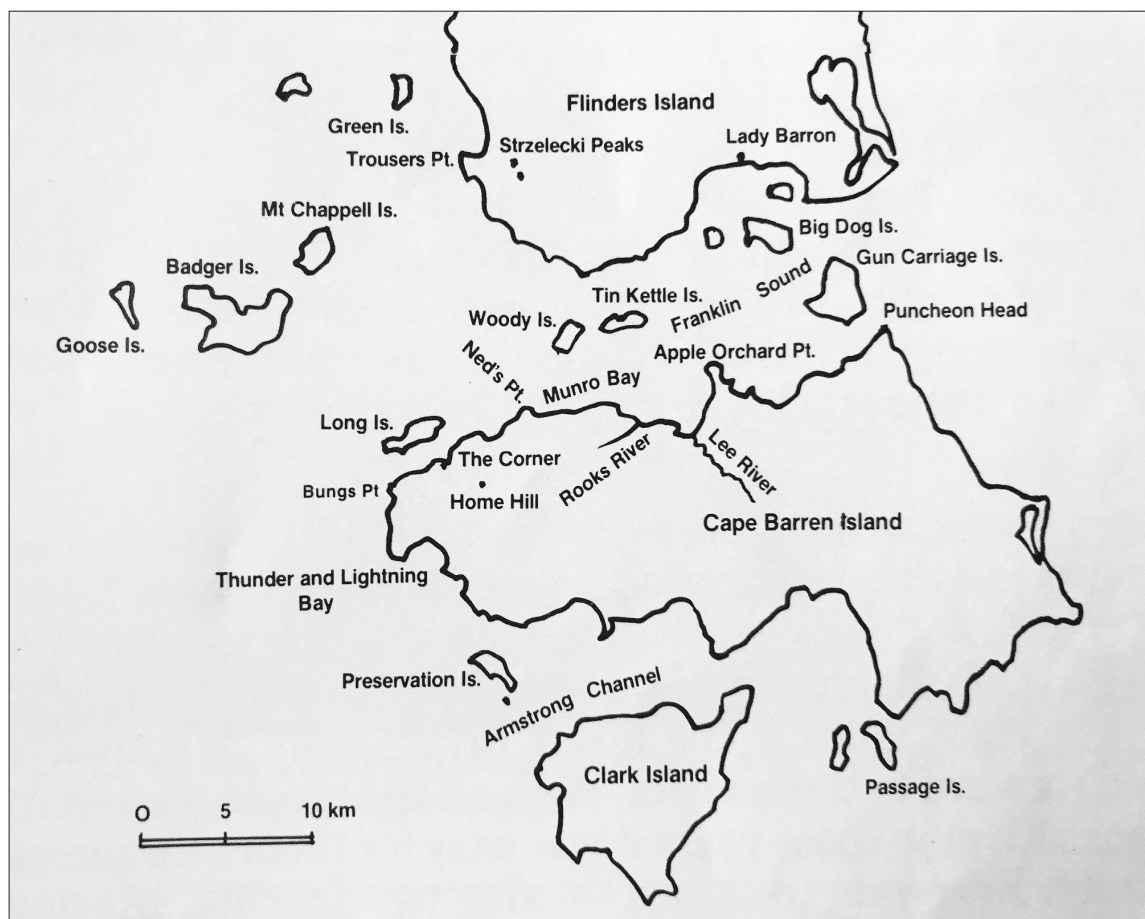 Flinders Island
Green Is.
Lady Barron
Strzelecki Peaks
Trousers Pt.
Mt Chappell Is.
Big Dog Is.
Gun Carriage Is.
Badger Is.
Franklin Sound
Tin Kettle Is.
Puncheon Head
Woody Is.
Goose Is.
Apple Orchard Pt.
Ned's Pt.
Munro Bay
Long Is.
The Corner
Rooks River
Lee River
Bungs Pt
Home Hill
Cape Barren Island
Thunder and Lightning
Bay
Preservation Is.
Armstrong Channel
Clark Island
Passage Is.
0 5 10 km